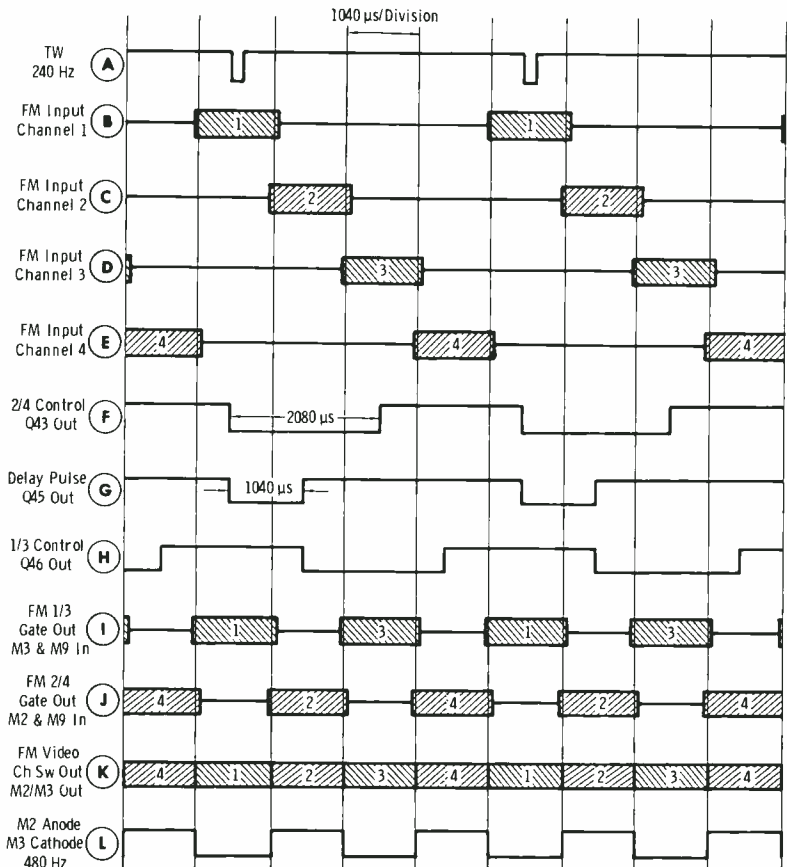 1040 µs/Division
TW
240 Hz
A
FM Input
Channel 1
B
1
1
FM Input
Channel 2
C
2
2
FM Input
Channel 3
D
3
3
FM Input
Channel 4
E
4
4
4
2/4 Control
Q43 Out
F
2080 µs
Delay Pulse
Q45 Out
G
1040 µs
1/3 Control
Q46 Out
H
FM 1/3
Gate Out
M3 & M9 In
I
1
3
1
3
FM 2/4
Gate Out
M2 & M9 In
J
4
2
4
2
4
FM Video
Ch Sw Out
M2/M3 Out
K
4
1
2
3
4
1
2
3
4
M2 Anode
M3 Cathode
480 Hz
L